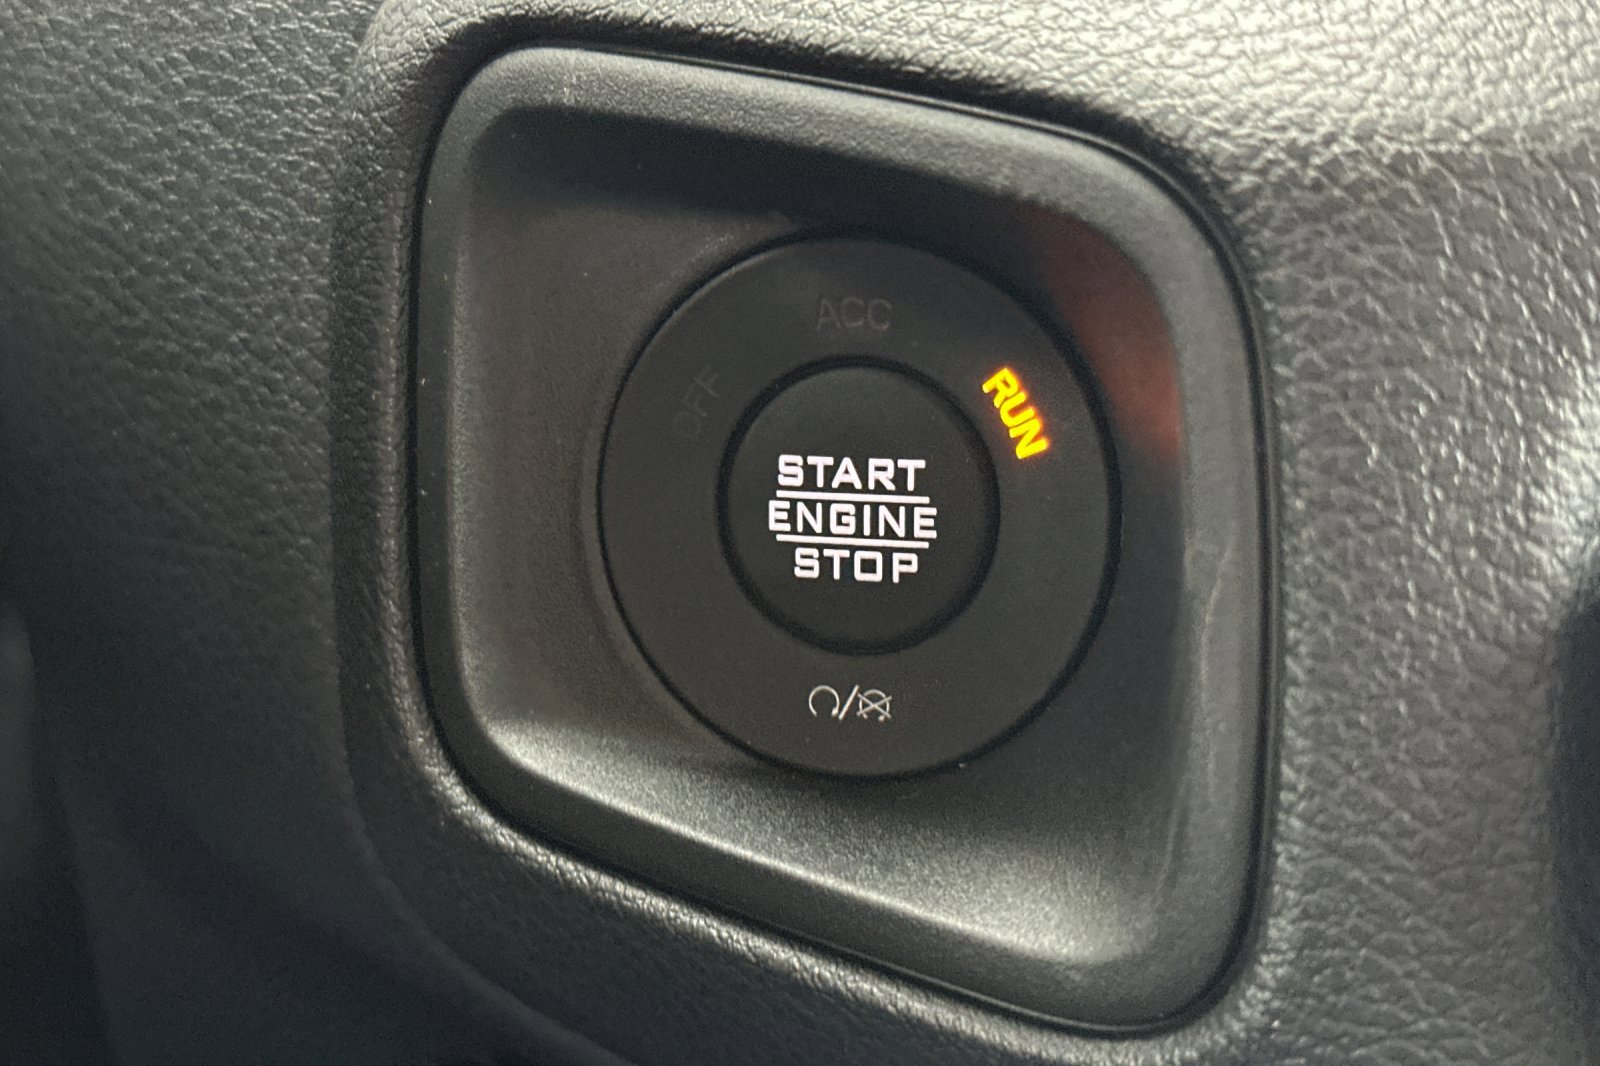 ACC
OFF
RUN
START
ENGINE
STOP